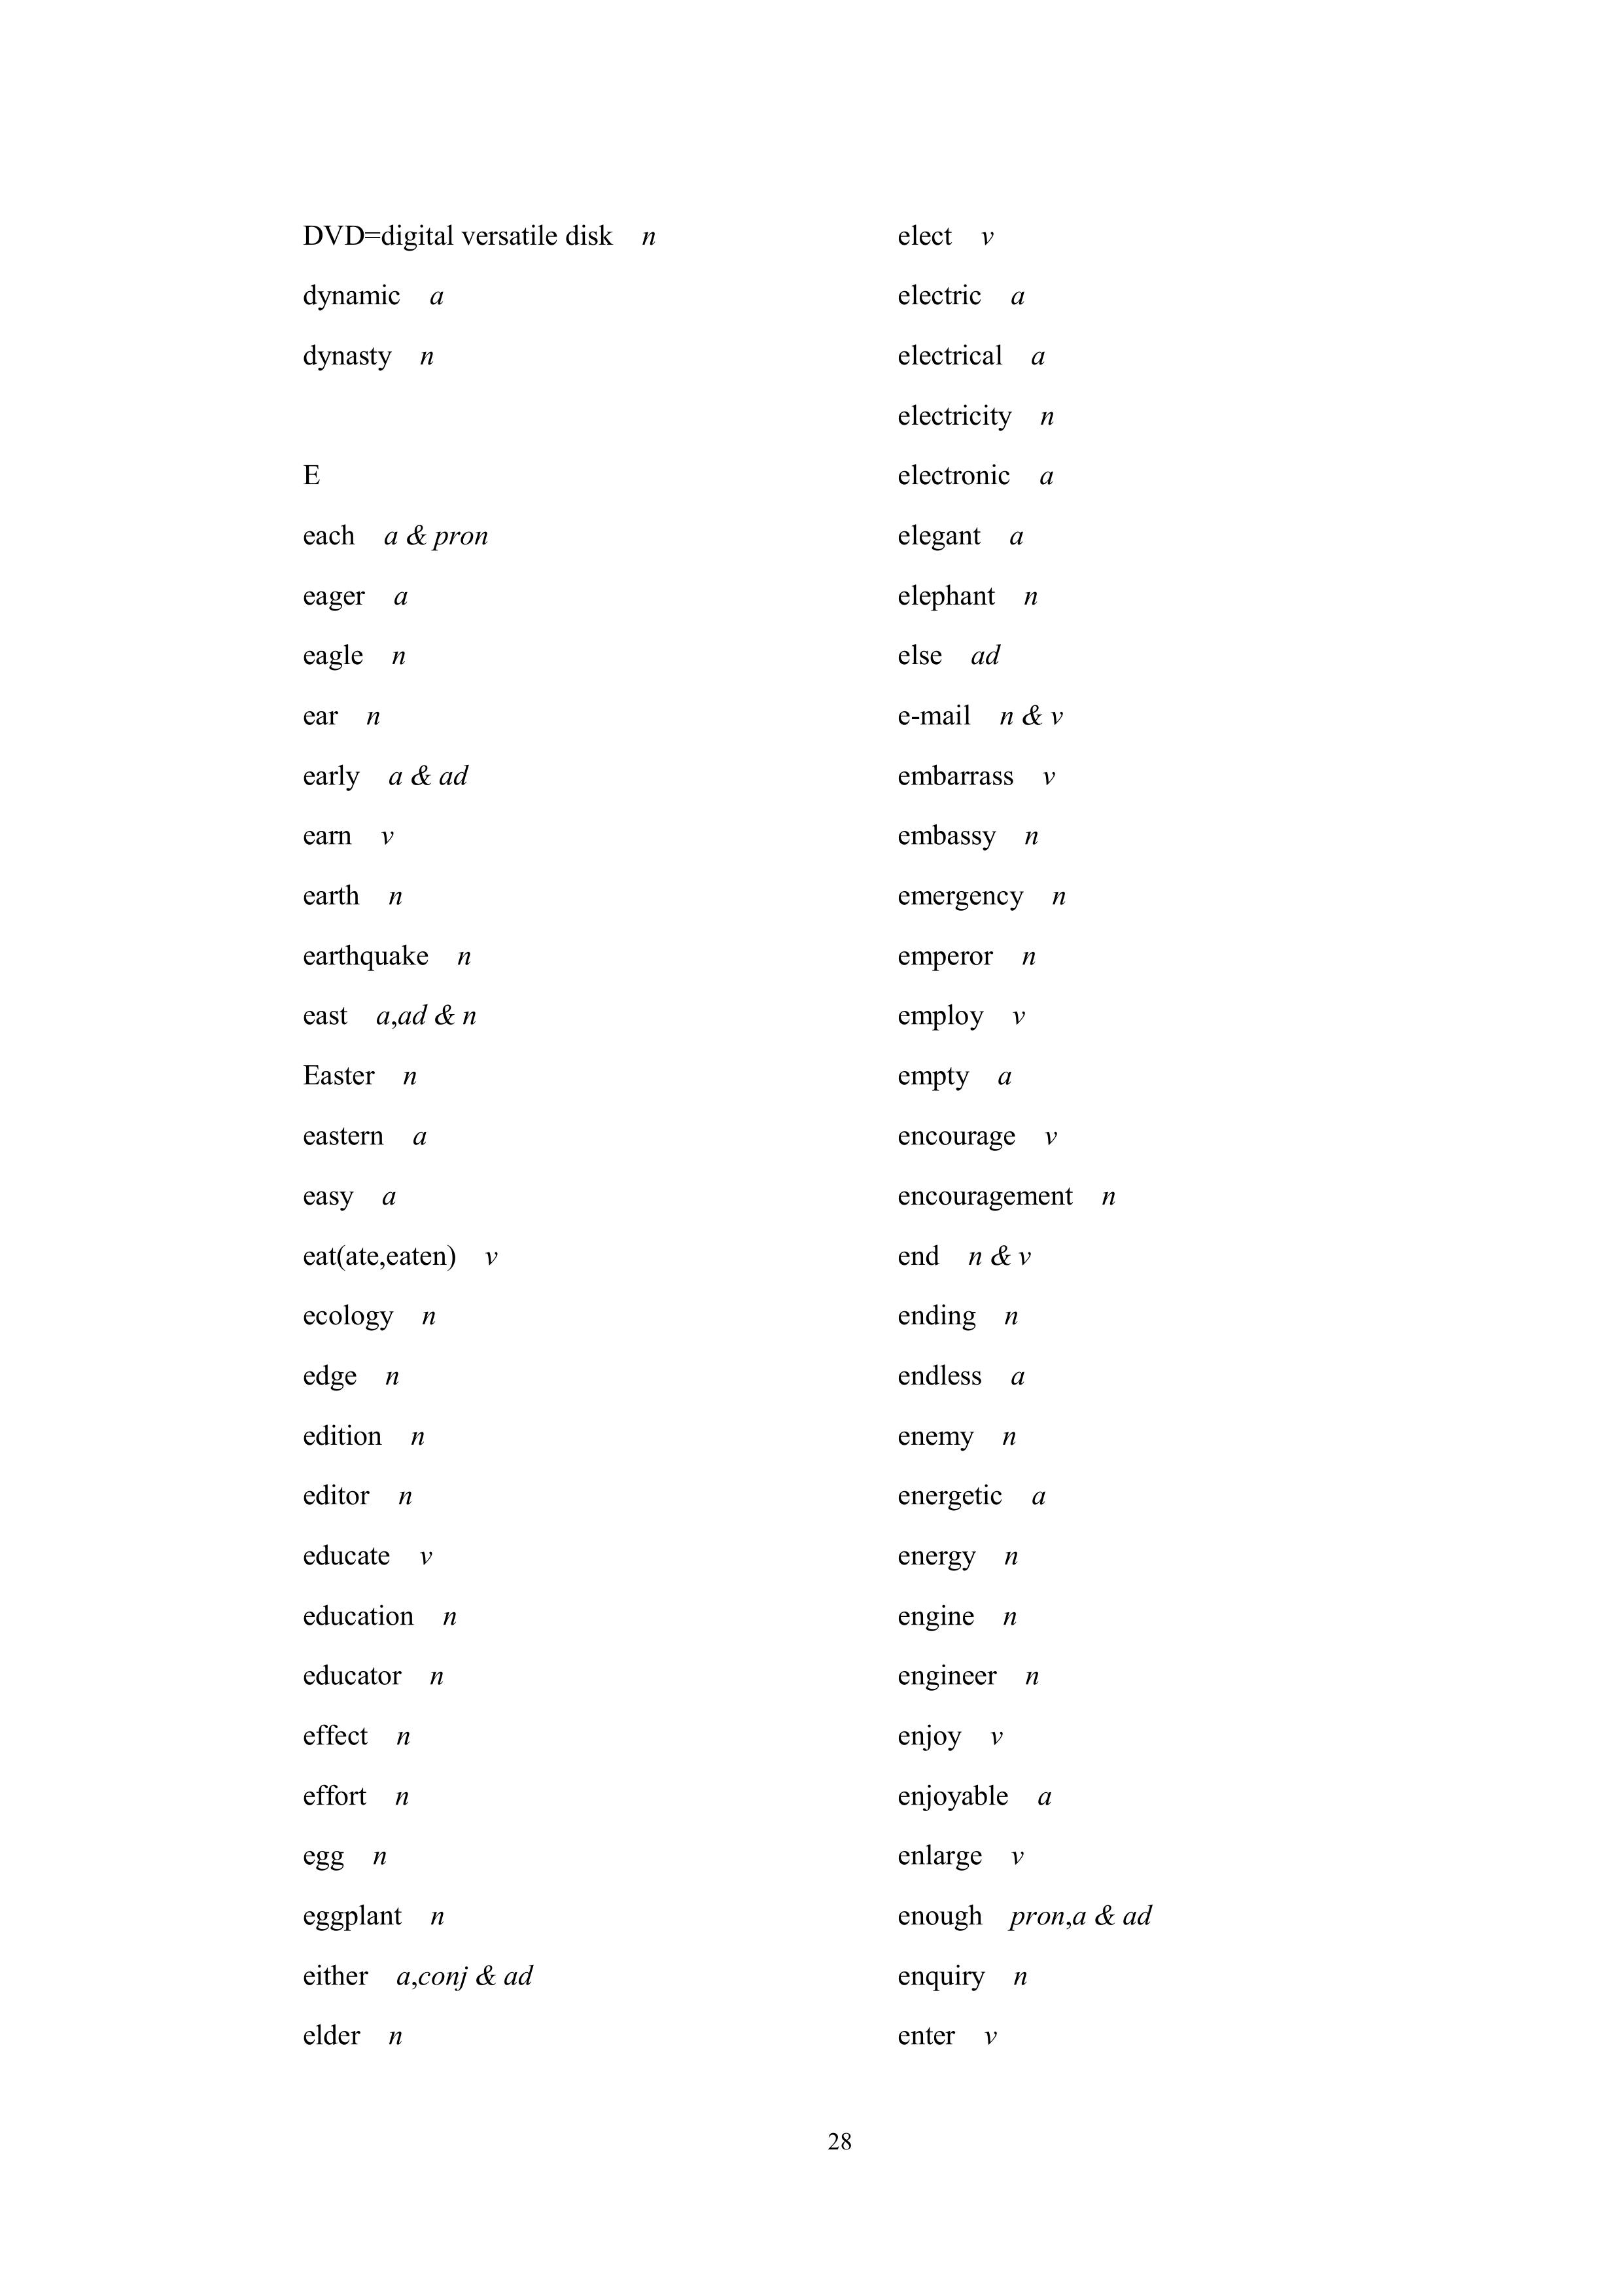 DVD=digital versatile disk n
dynamic a
dynasty n
E
each a & pron
eager a
eagle n
ear n
early a & ad
earn v
earth n
earthquake n
east a,ad & n
Easter n
eastern a
easy a
eat(ate,eaten) v
ecology n
edge n
edition n
editor n
educate v
education n
educator n
effect n
effort n
egg n
eggplant n
either a,conj & ad
elder n
elect v
electric a
electrical a
electricity n
electronic a
elegant a
elephant n
else ad
e-mail n & v
embarrass v
embassy n
emergency n
emperor n
employ v
empty a
encourage v
encouragement n
end n & v
ending n
endless a
enemy n
energetic a
energy n
engine n
engineer n
enjoy v
enjoyable a
enlarge v
enough pron,a & ad
enquiry n
enter v
28